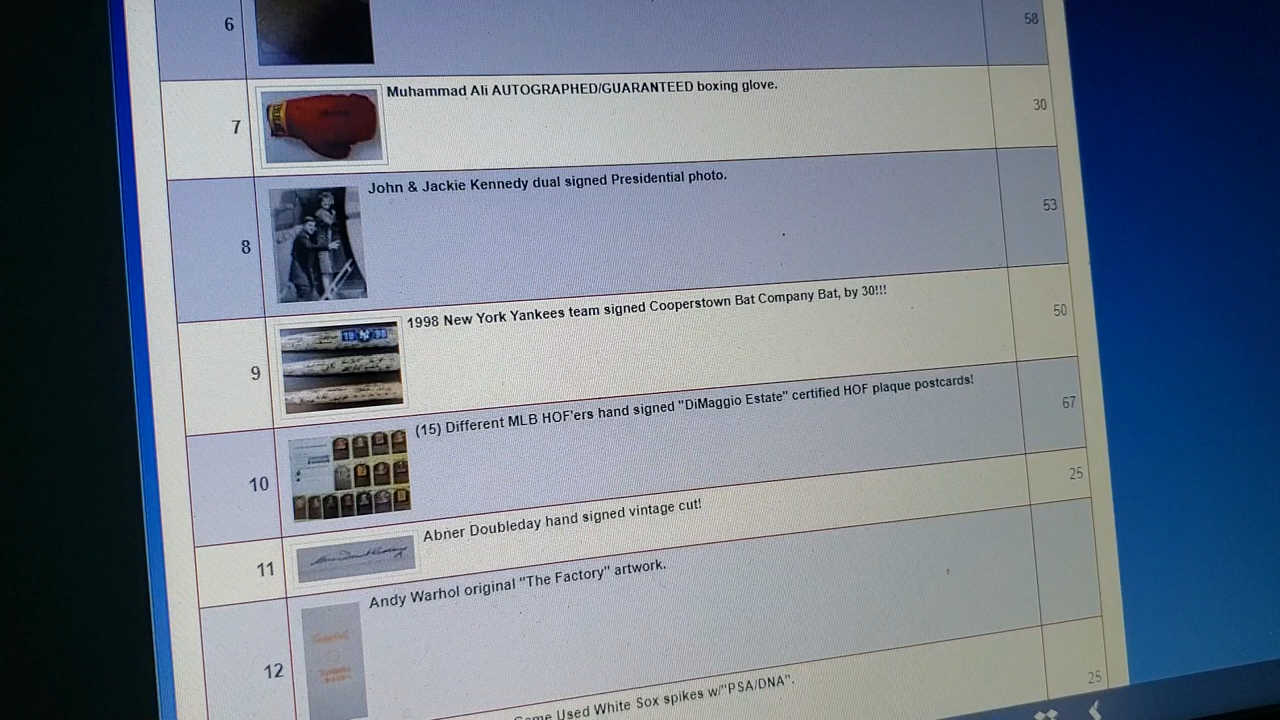 6
58
7
Muhammad Ali AUTOGRAPHED/GUARANTEED boxing glove.
30
8
John & Jackie Kennedy dual signed Presidential photo.
53
9
1998 New York Yankees team signed Cooperstown Bat Company Bat, by 30!!!
50
10
(15) Different MLB HOF'ers hand signed "DiMaggio Estate" certified HOF plaque postcards!
67
11
Abner Doubleday hand signed vintage cut!
25
12
Andy Warhol original "The Factory" artwork.
Game Used White Sox spikes w/"PSA/DNA".
25